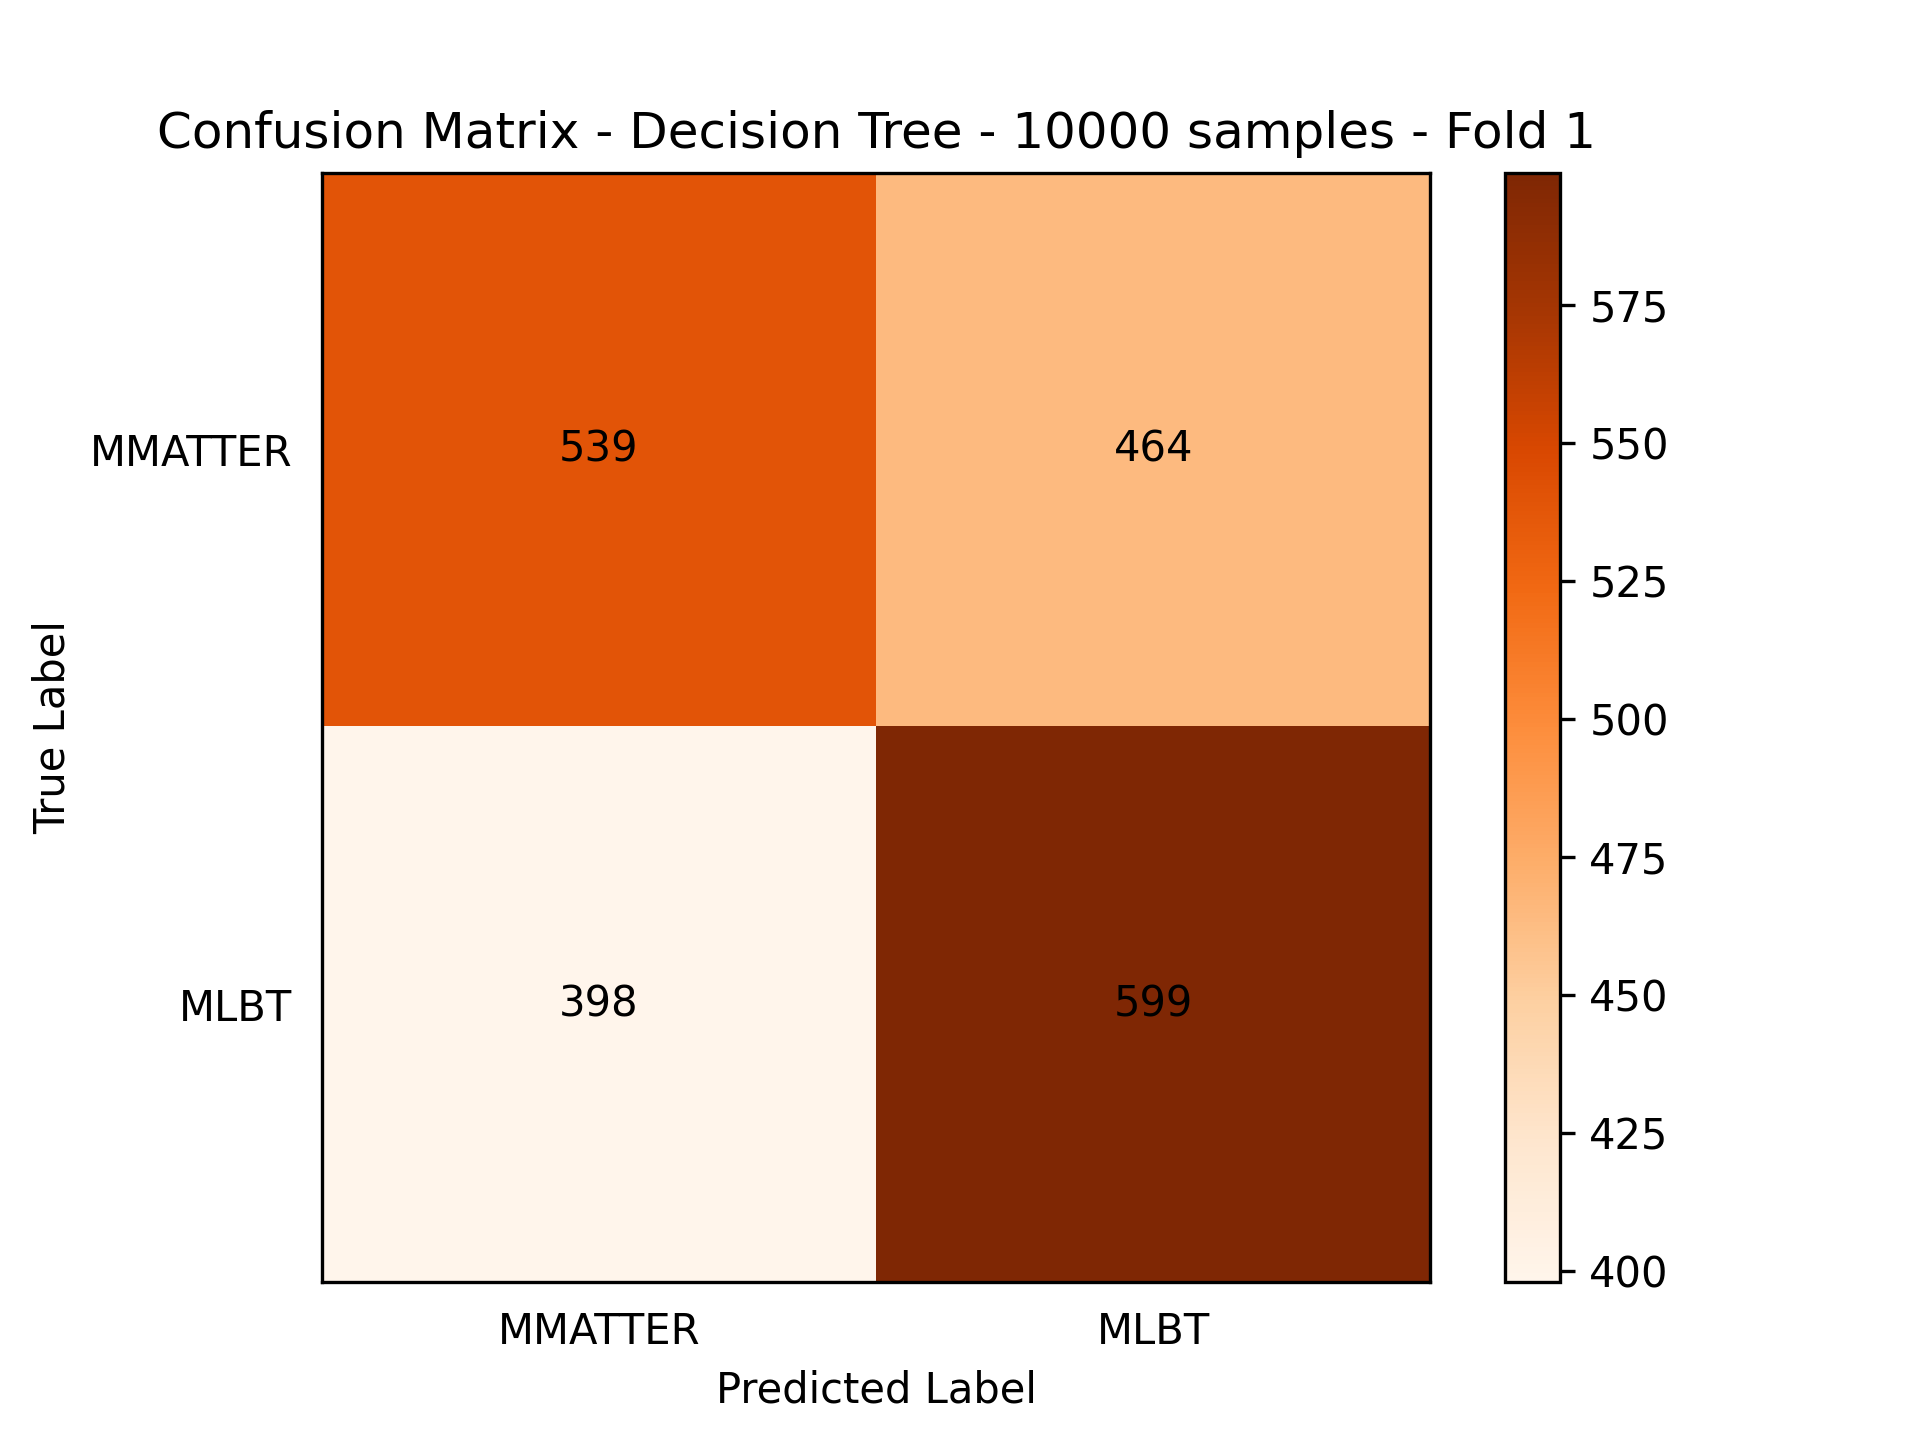 Confusion Matrix - Decision Tree - 10000 samples - Fold 1
MMATTER
539
464
MLBT
398
599
MMATTER
MLBT
Predicted Label
True Label
575
550
525
500
475
450
425
400